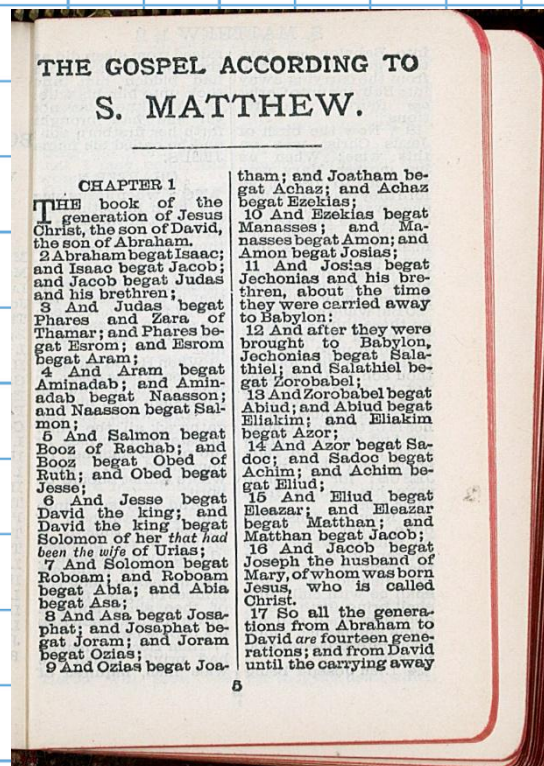 THE GOSPEL ACCORDING TO
S. MATTHEW.
CHAPTER 1
THE book of the
generation of Jesus
Christ, the son of David,
the son of Abraham.
2 Abraham begat Isaac;
and Isaac begat Jacob;
and Jacob begat Judas
and his brethren;
3 And Judas begat
Phares and Zara of
Thamar; and Phares be-
gat Esrom; and Esrom
begat Aram;
4 And Aram begat
Aminadab; and Amin-
adab begat Naasson;
and Naasson begat Sal-
mon;
5 And Salmon begat
Booz of Rachab; and
Booz begat Obed of
Ruth; and Obed begat
Jesse;
6 And Jesse begat
David the king; and
David the king begat
Solomon of her that had
been the wife of Urias;
7 And Solomon begat
Roboam; and Roboam
begat Abia; and Abia
begat Asa;
8 And Asa begat Josa-
phat; and Josaphat be-
gat Joram; and Joram
begat Ozias;
9 And Ozias begat Joa-
tham; and Joatham be-
gat Achaz; and Achaz
begat Ezekias;
10 And Ezekias begat
Manasses; and Ma-
nasses begat Amon; and
Amon begat Josias;
11 And Josias begat
Jechonias and his bre-
thren, about the time
they were carried away
to Babylon:
12 And after they were
brought to Babylon,
Jechonias begat Sala-
thiel; and Salathiel be-
gat Zorobabel;
13 And Zorobabel begat
Abiud; and Abiud begat
Eliakim; and Eliakim
begat Azor;
14 And Azor begat Sa-
doc; and Sadoc begat
Achim; and Achim be-
gat Eliud;
15 And Eliud begat
Eleazar; and Eleazar
begat Matthan; and
Matthan begat Jacob;
16 And Jacob begat
Joseph the husband of
Mary, of whom was born
Jesus, who is called
Christ.
17 So all the genera-
tions from Abraham to
David are fourteen gene-
rations; and from David
until the carrying away
5